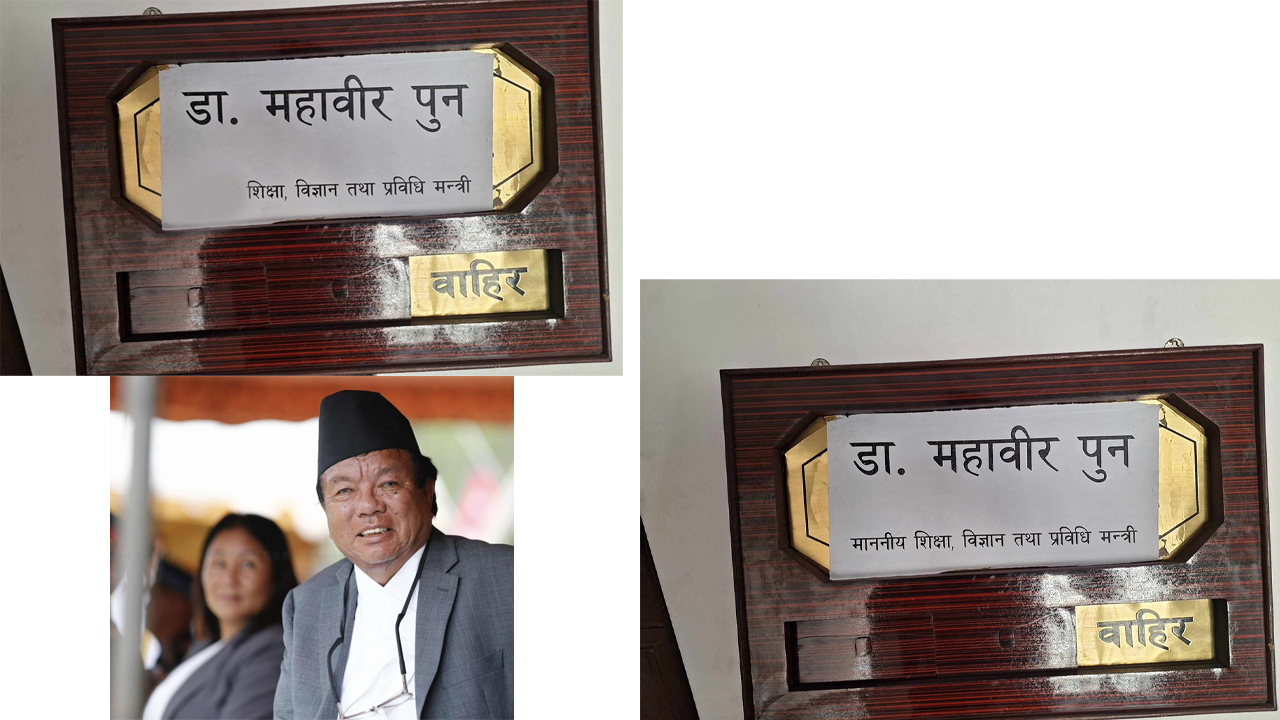 डा. महावीर पुन
शिक्षा, विज्ञान तथा प्रविधि मन्त्री
वाहिर
डा. महावीर पुन
माननीय शिक्षा, विज्ञान तथा प्रविधि मन्त्री
वाहिर